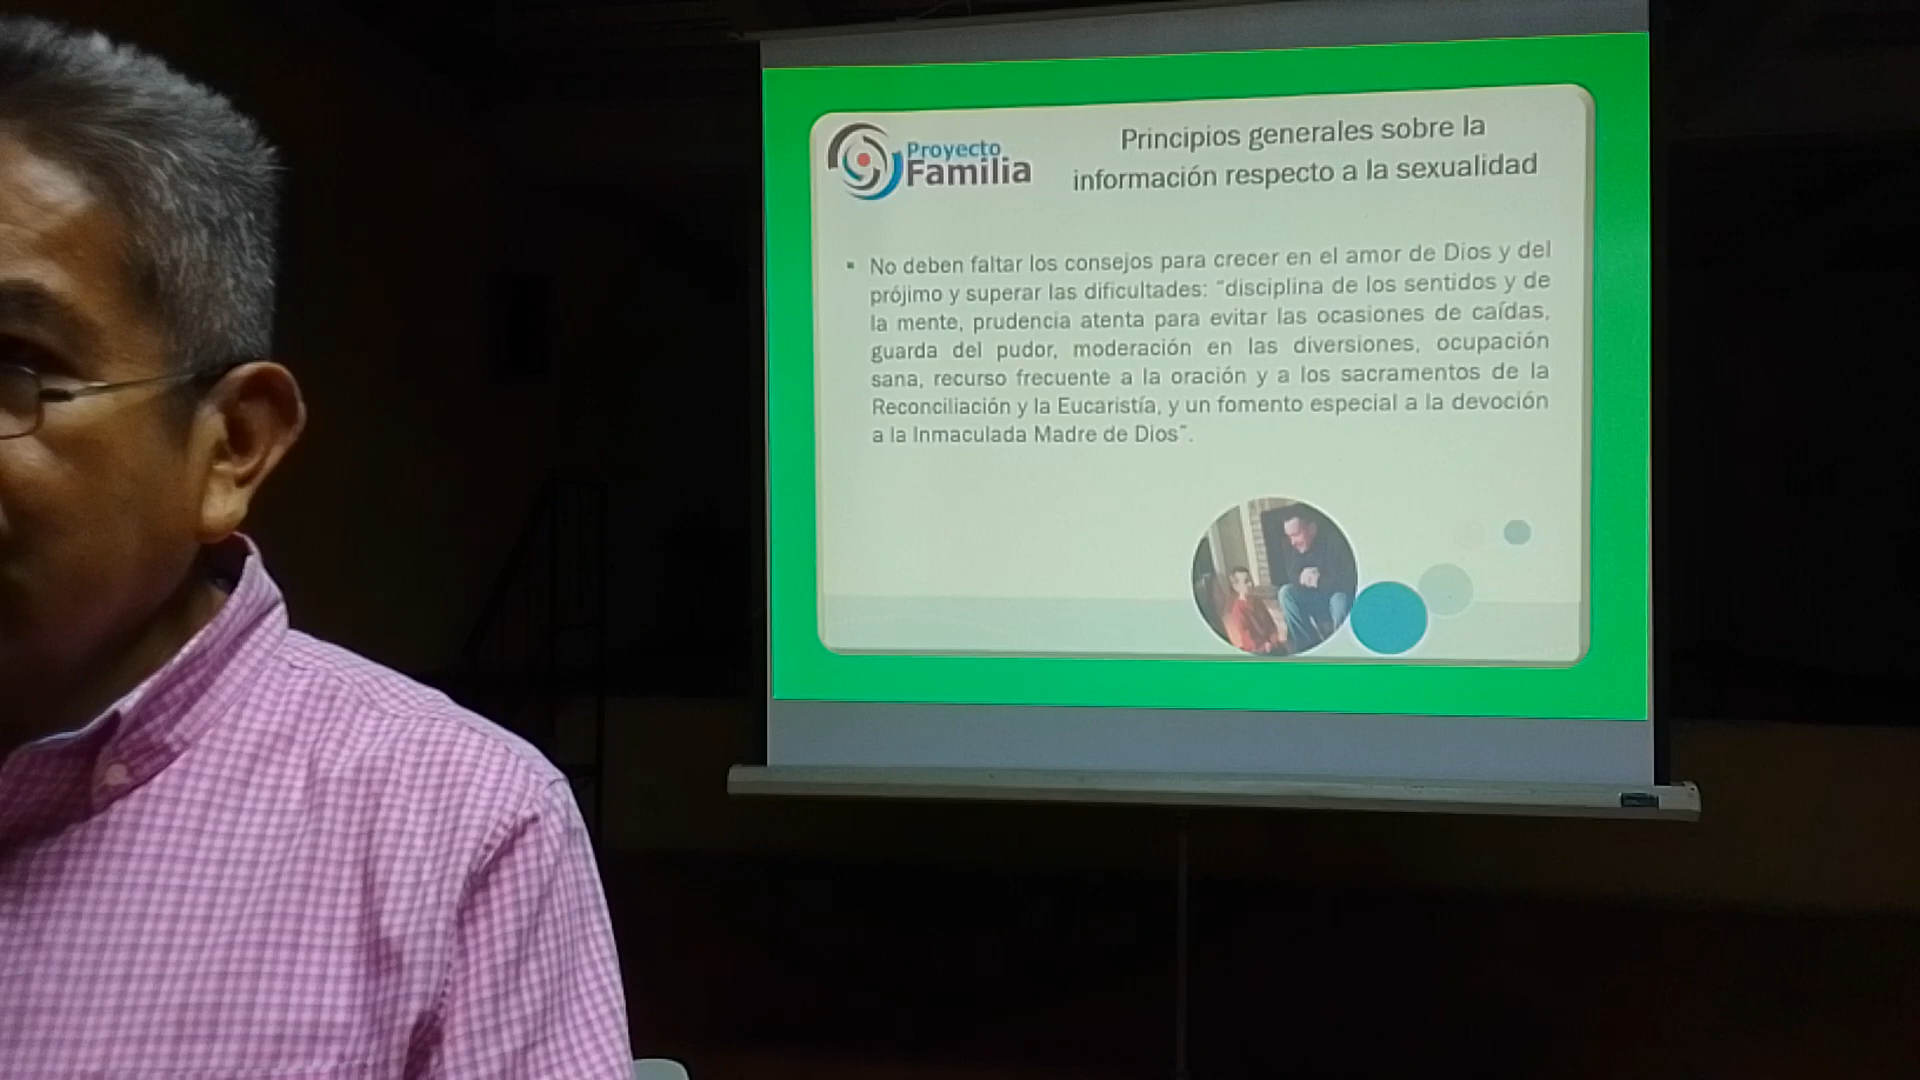 Proyecto
Familia
Principios generales sobre la
información respecto a la sexualidad
▪ No deben faltar los consejos para crecer en el amor de Dios y del
prójimo y superar las dificultades: “disciplina de los sentidos y de
la mente, prudencia atenta para evitar las ocasiones de caídas,
guarda del pudor, moderación en las diversiones, ocupación
sana, recurso frecuente a la oración y a los sacramentos de la
Reconciliación y la Eucaristía, y un fomento especial a la devoción
a la Inmaculada Madre de Dios”.